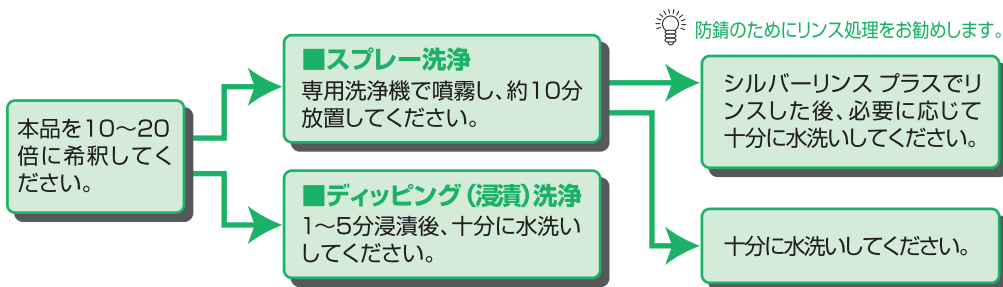 防錆のためにリンス処理をお勧めします。
本品を10〜20
倍に希釈してく
ださい。
■スプレー洗浄
専用洗浄機で噴霧し、約10分
放置してください。
■ディッピング(浸漬)洗浄
1〜5分浸漬後、十分に水洗い
してください。
シルバーリンス プラスでリ
ンスした後、必要に応じて
十分に水洗いしてください。
十分に水洗いしてください。